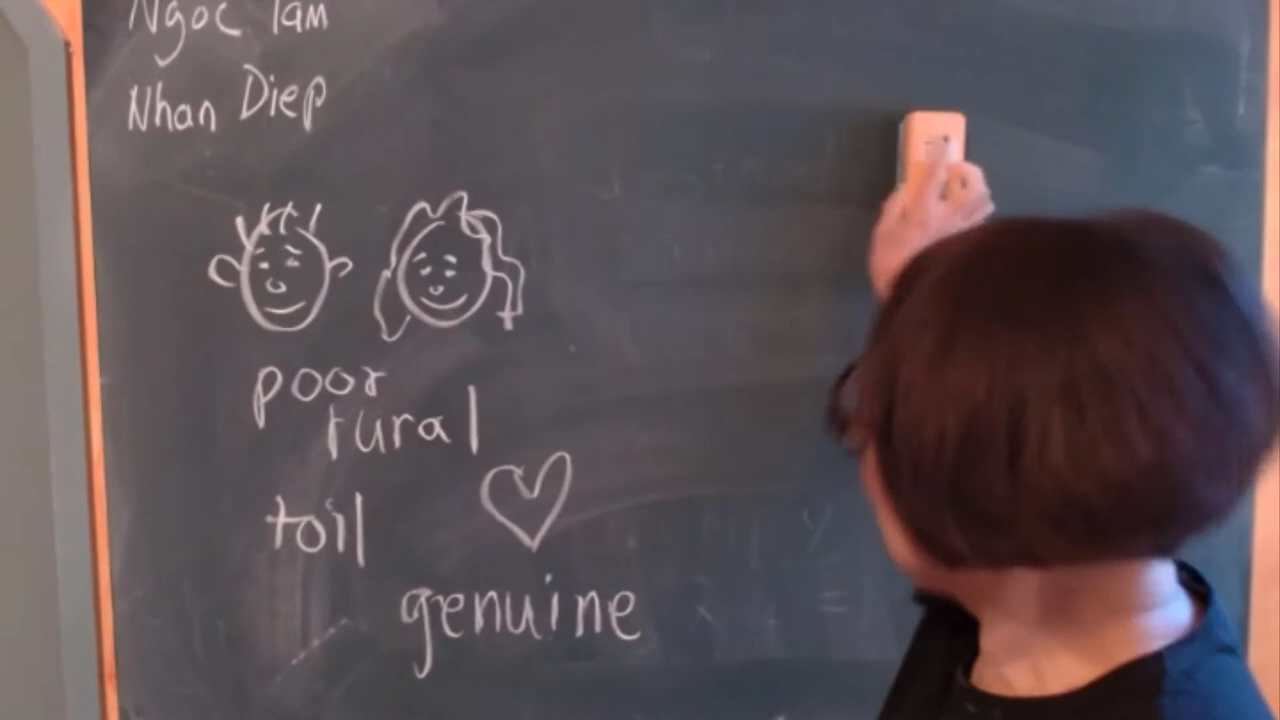 Ngoc Tam
Nhan Diep
poor
rural
toil
genuine